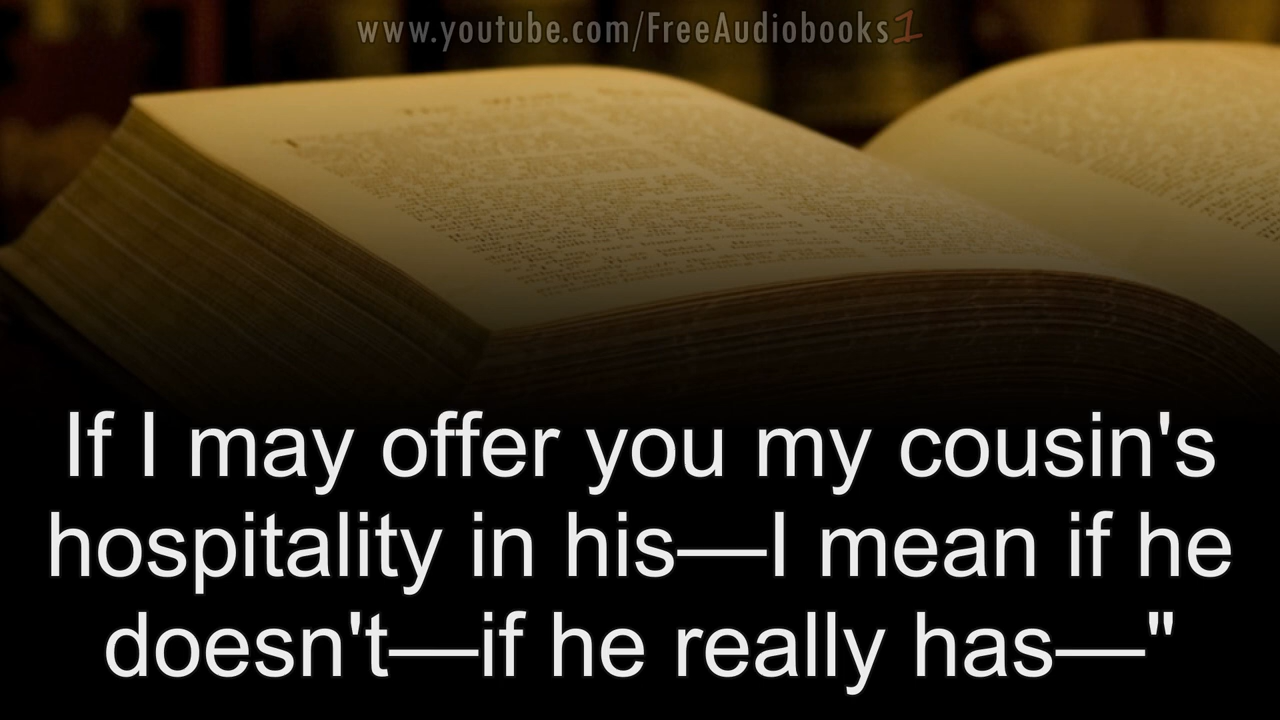 www.youtube.com/FreeAudiobooks1
If I may offer you my cousin's
hospitality in his—I mean if he
doesn't—if he really has—"